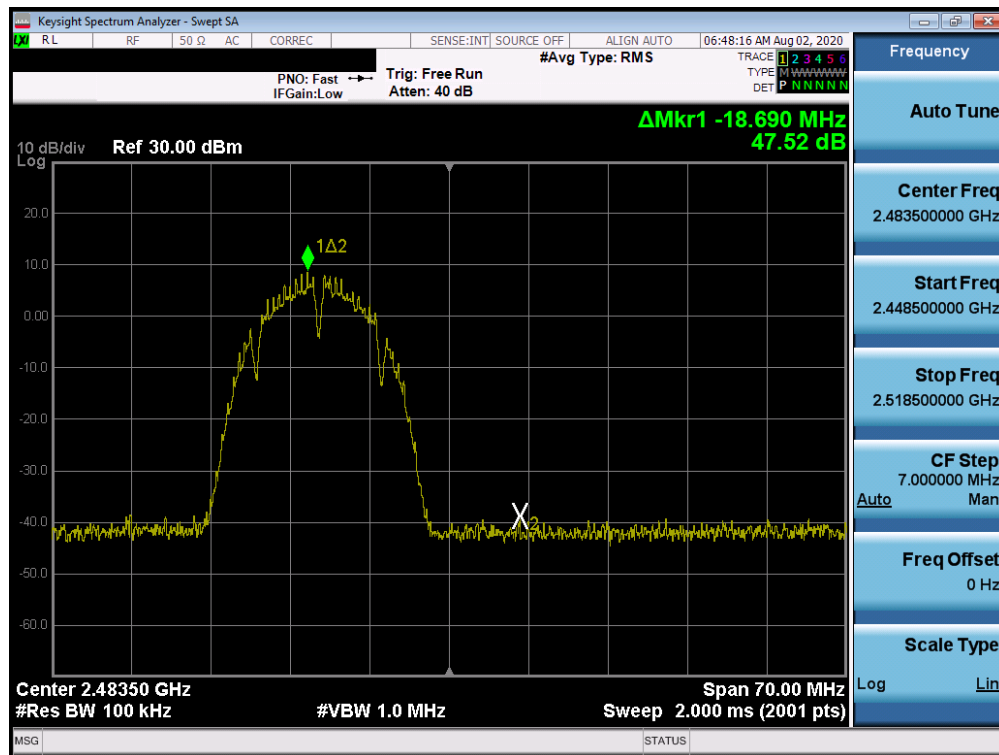 Keysight Spectrum Analyzer - Swept SA
LXI RL RF 50 Ω AC CORREC SENSE:INT SOURCE OFF ALIGN AUTO 06:48:16 AM Aug 02, 2020
#Avg Type: RMS
TRACE 1 2 3 4 5 6
PNO: Fast Trig: Free Run
TYPE M WWWWW
IFGain:Low Atten: 40 dB
DET P N N N N N
ΔMkr1 -18.690 MHz
47.52 dB
10 dB/div Ref 30.00 dBm
Log
20.0
1Δ2
10.0
0.00
-10.0
-20.0
-30.0
-40.0
X2
-50.0
-60.0
Center 2.48350 GHz Span 70.00 MHz
#Res BW 100 kHz #VBW 1.0 MHz Sweep 2.000 ms (2001 pts)
MSG STATUS
Frequency
Auto Tune
Center Freq
2.483500000 GHz
Start Freq
2.448500000 GHz
Stop Freq
2.518500000 GHz
CF Step
7.000000 MHz
Auto Man
Freq Offset
0 Hz
Scale Type
Log Lin